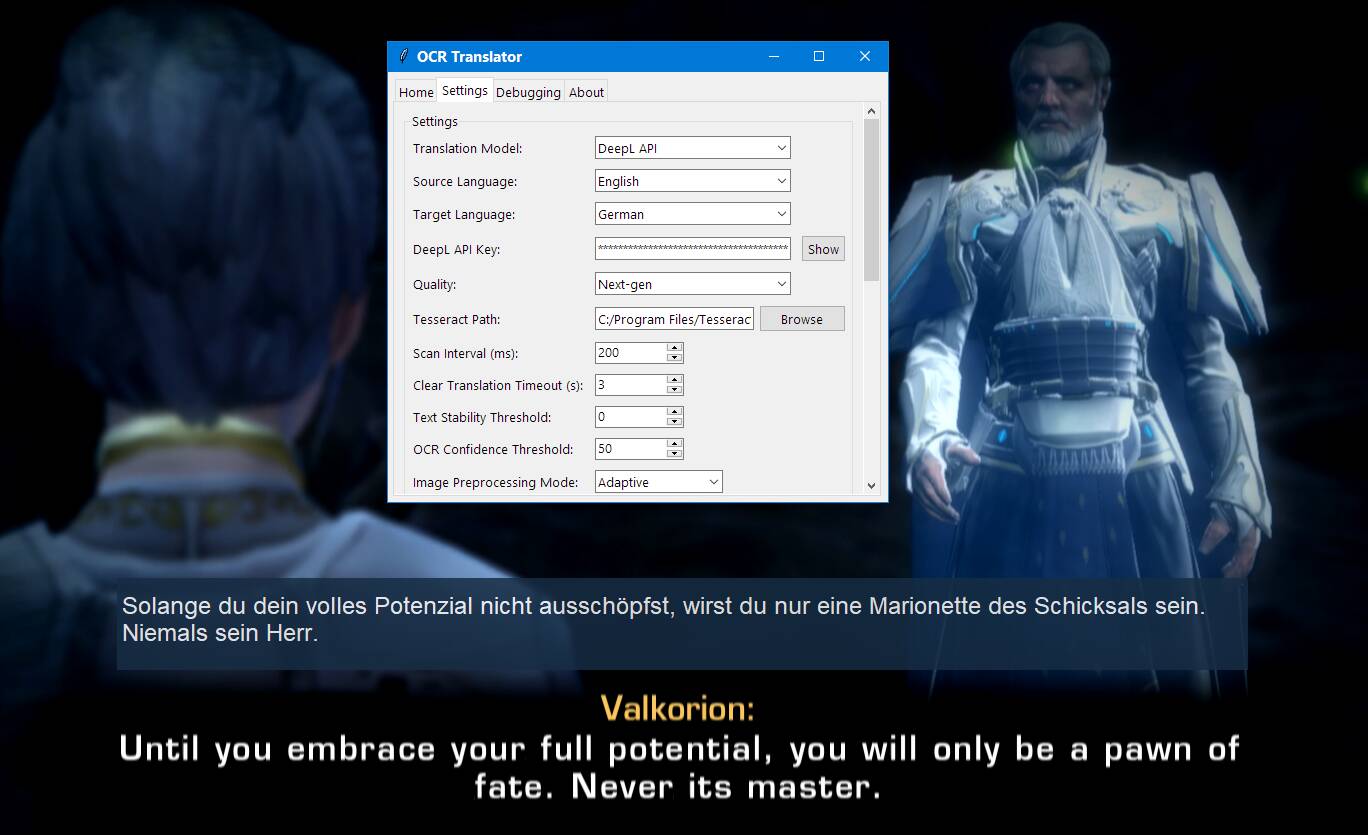 OCR Translator
Home Settings Debugging About
Settings
Translation Model: DeepL API
Source Language: English
Target Language: German
DeepL API Key: *************************************** Show
Quality: Next-gen
Tesseract Path: C:/Program Files/Tesserac Browse
Scan Interval (ms): 200
Clear Translation Timeout (s): 3
Text Stability Threshold: 0
OCR Confidence Threshold: 50
Image Preprocessing Mode: Adaptive
Solange du dein volles Potenzial nicht ausschöpfst, wirst du nur eine Marionette des Schicksals sein.
Niemals sein Herr.
Valkorion:
Until you embrace your full potential, you will only be a pawn of
fate. Never its master.